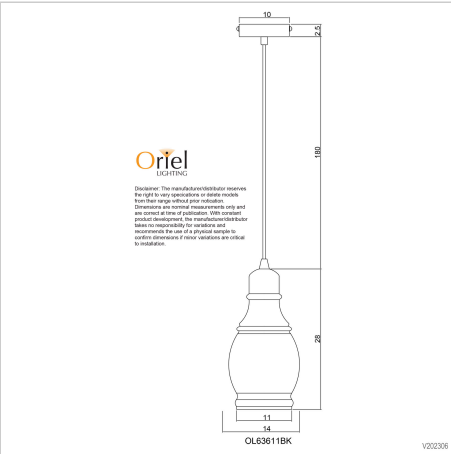 10
2.5
180
Oriel
LIGHTING
Disclaimer: The manufacturer/distributor reserves
the right to vary specications or delete models
from their range without prior notication.
Dimensions are nominal measurements only and
are correct at time of publication. With constant
product development, the manufacturer/distributor
takes no responsibility for variations and
recommends the use of a physical sample to
confirm dimensions if minor variations are critical
to installation.
28
11
14
OL63611BK
V202306